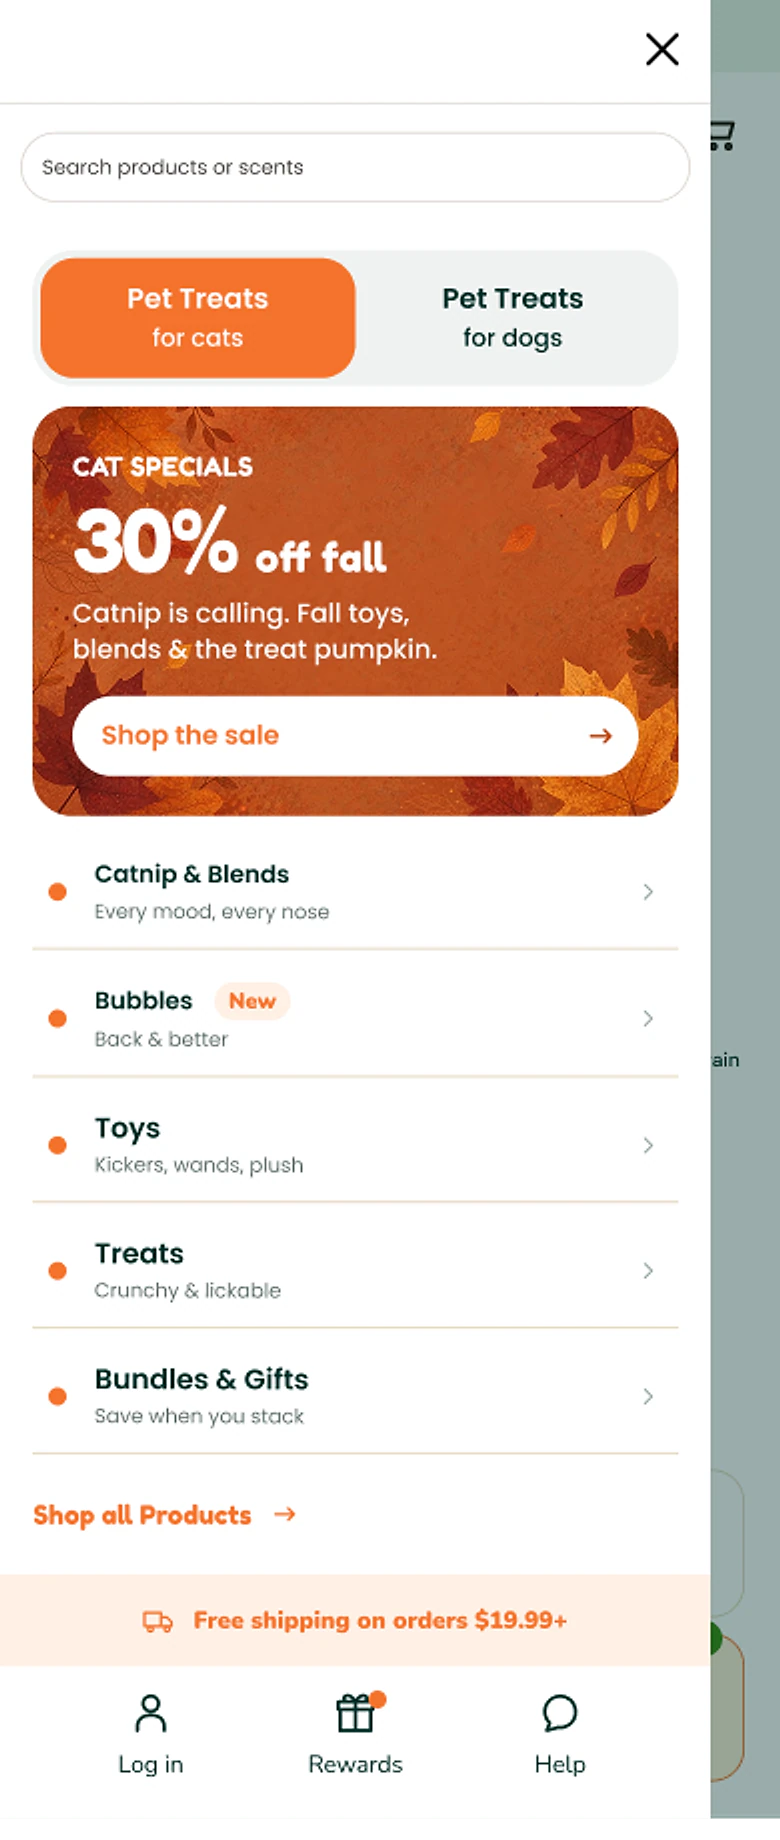 Search products or scents
Pet Treats
for cats
Pet Treats
for dogs
CAT SPECIALS
30% off fall
Catnip is calling. Fall toys,
blends & the treat pumpkin.
Shop the sale
Catnip & Blends
Every mood, every nose
Bubbles New
Back & better
Toys
Kickers, wands, plush
Treats
Crunchy & lickable
Bundles & Gifts
Save when you stack
Shop all Products
Free shipping on orders $19.99+
Log in
Rewards
Help